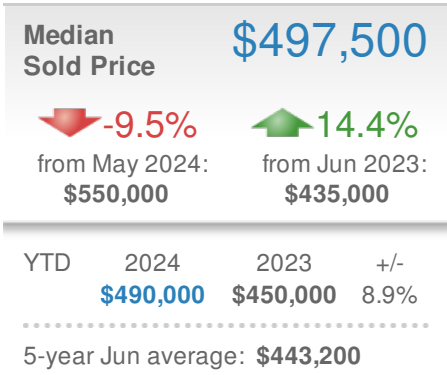 Median
Sold Price
$497,500
-9.5%
from May 2024:
$550,000
14.4%
from Jun 2023:
$435,000
YTD 2024 2023 +/-
$490,000 $450,000 8.9%
5-year Jun average: $443,200